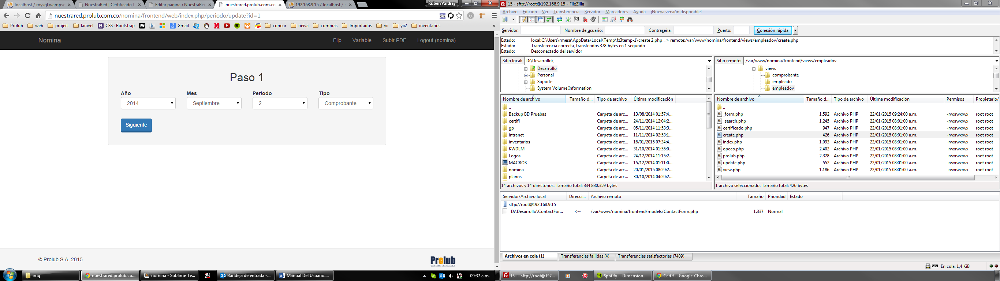 localhost / mysql wampse
NuestraRed | Certificado L
Editar página ‹ NuestraRed
nuestrared.prolub.com.co
192.168.9.15 / localhost / n
Ruben Andrey
nuestrared.prolub.com.co/nomina/frontend/web/index.php/periodo/update?id=1
Prolub web project laravel CSS · Bootstrap Gmail concur neiva compras Importados yii yii2 inventarios »
Nomina Fijo Variable Subir PDF Logout (nomina)
Paso 1
Año Mes Periodo Tipo
2014 Septiembre 2 Comprobante
Siguiente
© Prolub S.A. 2015
Prolub
Combustibles y lubricantes S.A.
img
nuestrared.prolub.co...
nomina - Sublime Te...
Bandeja de entrada -...
Manual Del Usuario....
09:37 a.m.
15 - sftp://root@192.168.9.15 - FileZilla
Archivo Edición Ver Transferencia Servidor Marcadores Ayuda ¡Nueva versión disponible!
Servidor: Nombre de usuario: Contraseña: Puerto: Conexión rápida
Estado: local:C:\Users\rmesa\AppData\Local\Temp\fz3temp-1\create 2.php => remote:/var/www/nomina/frontend/views/empleadov/create.php
Estado: Transferencia correcta, transferidos 378 bytes en 1 segundo
Estado: Desconectado del servidor
Sitio local: D:\Desarrollo\
Desarrollo
Personal
Soporte
System Volume Information
Nombre de archivo Tamaño d... Tipo de archivo Última modificación
..
Backup BD Pruebas Carpeta de arc... 13/08/2014 01:57:4...
certifi Carpeta de arc... 24/11/2014 12:04:2...
gp Carpeta de arc... 05/11/2014 11:53:3...
intranet Carpeta de arc... 11/11/2014 02:53:1...
inventarios Carpeta de arc... 16/01/2015 07:34:4...
KWDLM Carpeta de arc... 31/10/2014 01:55:0...
Logos Carpeta de arc... 24/12/2014 11:15:2...
MACROS Carpeta de arc... 15/12/2014 01:11:0...
nomina Carpeta de arc... 20/01/2015 08:29:2...
planos Carpeta de arc... 30/10/2014 04:20:2...
14 archivos y 14 directorios. Tamaño total: 334.830.359 bytes
Sitio remoto: /var/www/nomina/frontend/views/empleadov
views
comprobante
empleado
empleadov
Nombre de archivo Tamaño d... Tipo de archivo Última modificación Permisos Propietario/
..
_form.php 1.592 Archivo PHP 22/01/2015 09:24:00 a.m. -rwxrwxrwx root root
_search.php 1.245 Archivo PHP 22/01/2015 08:01:00 a.m. -rwxrwxrwx root root
certificado.php 947 Archivo PHP 22/01/2015 08:01:00 a.m. -rwxrwxrwx root root
create.php 426 Archivo PHP 22/01/2015 08:01:00 a.m. -rwxrwxrwx root root
index.php 1.093 Archivo PHP 22/01/2015 08:01:00 a.m. -rwxrwxrwx root root
opeco.php 2.402 Archivo PHP 22/01/2015 08:01:00 a.m. -rwxrwxrwx root root
prolub.php 2.328 Archivo PHP 22/01/2015 08:01:00 a.m. -rwxrwxrwx root root
update.php 552 Archivo PHP 22/01/2015 08:01:00 a.m. -rwxrwxrwx root root
view.php 1.186 Archivo PHP 22/01/2015 08:01:00 a.m. -rwxrwxrwx root root
1 archivo seleccionado. Tamaño total: 426 bytes
Servidor/Archivo local Direcci... Archivo remoto Tamaño Prioridad Estado
sftp://root@192.168.9.15
D:\Desarrollo\ContactFor... <-- /var/www/nomina/frontend/models/ContactForm.php 1.337 Normal
Archivos en cola (1) Transferencias fallidas (4) Transferencias satisfactorias (7409)
En cola: 1,4 KiB
15 - sftp://root@192...
Spotify - Dimension...
Certif - Google Chro...